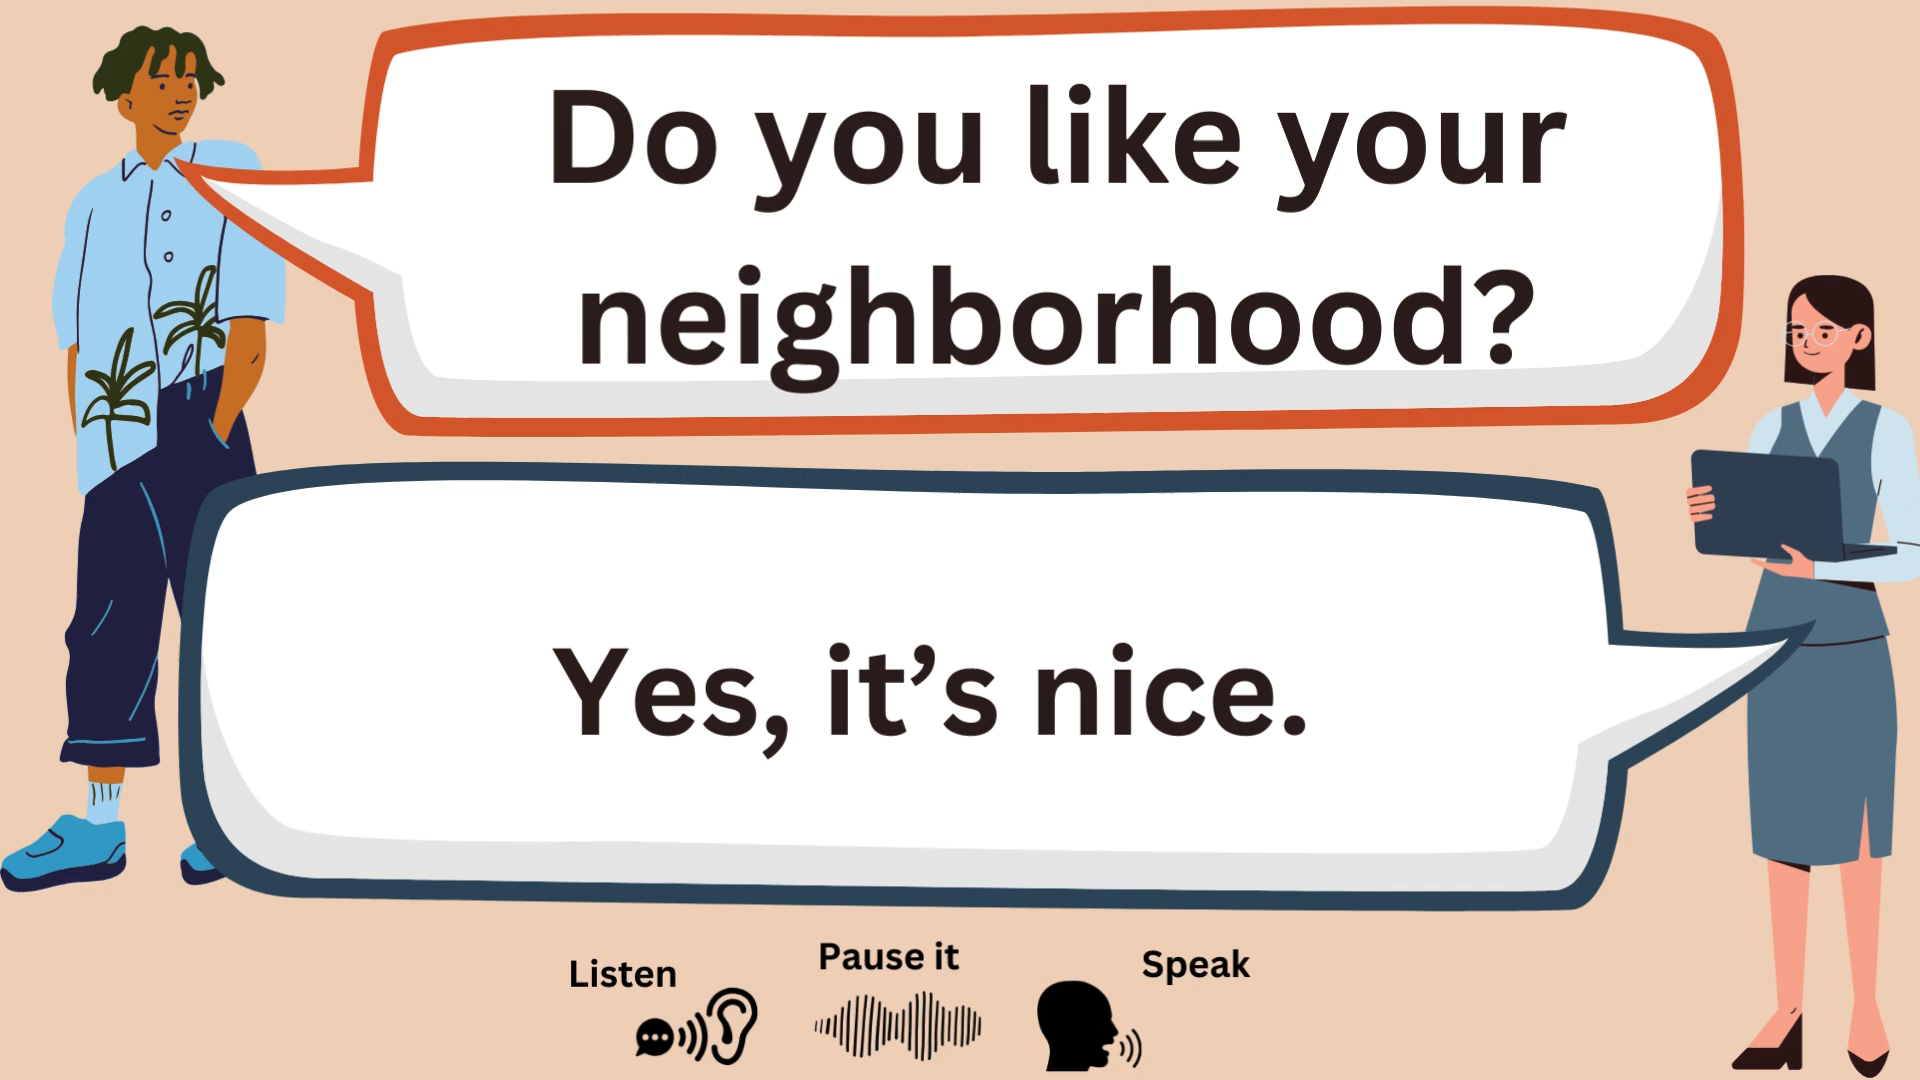 Do you like your
neighborhood?
Yes, it’s nice.
Listen
Pause it
Speak